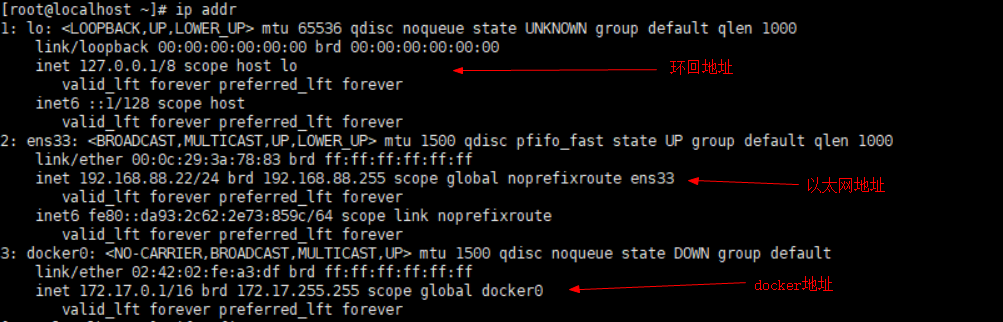 [root@localhost ~]# ip addr
1: lo: <LOOPBACK,UP,LOWER_UP> mtu 65536 qdisc noqueue state UNKNOWN group default qlen 1000
link/loopback 00:00:00:00:00:00 brd 00:00:00:00:00:00
inet 127.0.0.1/8 scope host lo
环回地址
valid_lft forever preferred_lft forever
inet6 ::1/128 scope host
valid_lft forever preferred_lft forever
2: ens33: <BROADCAST,MULTICAST,UP,LOWER_UP> mtu 1500 qdisc pfifo_fast state UP group default qlen 1000
link/ether 00:0c:29:3a:78:83 brd ff:ff:ff:ff:ff:ff
inet 192.168.88.22/24 brd 192.168.88.255 scope global noprefixroute ens33
以太网地址
valid_lft forever preferred_lft forever
inet6 fe80::da93:2c62:2e73:859c/64 scope link noprefixroute
valid_lft forever preferred_lft forever
3: docker0: <NO-CARRIER,BROADCAST,MULTICAST,UP> mtu 1500 qdisc noqueue state DOWN group default
link/ether 02:42:02:fe:a3:df brd ff:ff:ff:ff:ff:ff
inet 172.17.0.1/16 brd 172.17.255.255 scope global docker0
docker地址
valid_lft forever preferred_lft forever